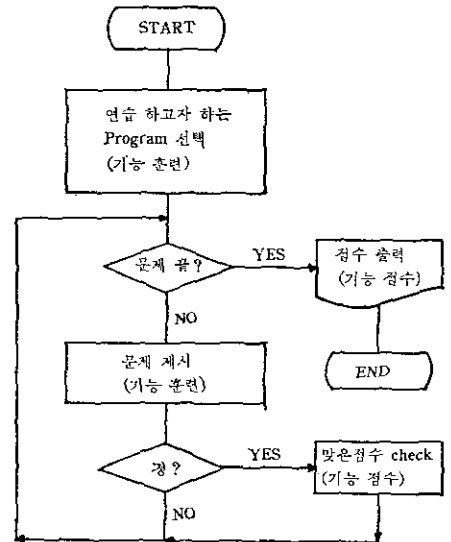 START
연습 하고자 하는
Program 선택
(기능 훈련)
문제 끝?
YES
점수 출력
(기능 점수)
NO
END
문제 제시
(기능 훈련)
정?
YES
맞은점수 check
(기능 점수)
NO